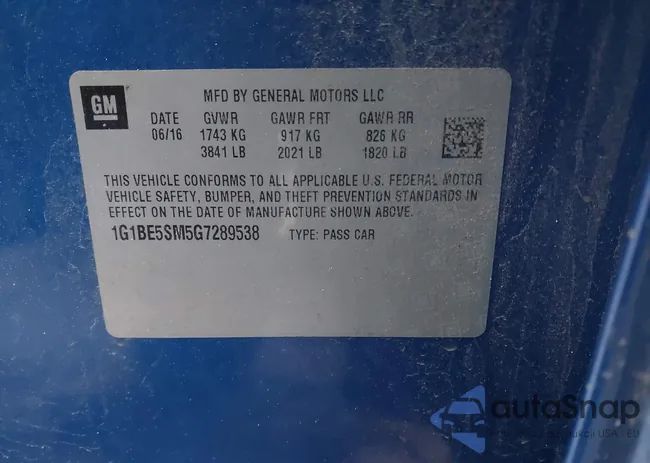 GM
MFD BY GENERAL MOTORS LLC
DATE GVWR GAWR FRT GAWR RR
06/16 1743 KG 917 KG 826 KG
3841 LB 2021 LB 1820 LB
THIS VEHICLE CONFORMS TO ALL APPLICABLE U.S. FEDERAL MOTOR
VEHICLE SAFETY, BUMPER, AND THEFT PREVENTION STANDARDS IN
EFFECT ON THE DATE OF MANUFACTURE SHOWN ABOVE.
1G1BE5SM5G7289538 TYPE: PASS CAR
autoSnap
USA - EU